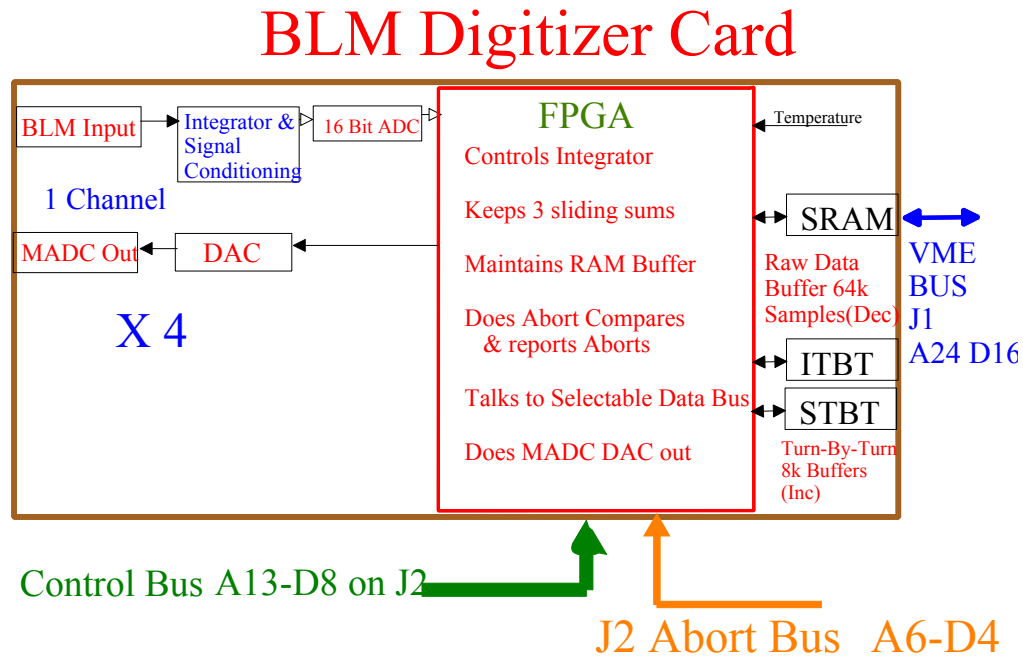 BLM Digitizer Card
BLM Input
Integrator &
Signal
Conditioning
16 Bit ADC
1 Channel
MADC Out
DAC
X 4
FPGA
Controls Integrator
Keeps 3 sliding sums
Maintains RAM Buffer
Does Abort Compares
& reports Aborts
Talks to Selectable Data Bus
Does MADC DAC out
Temperature
SRAM
Raw Data
Buffer 64k
Samples(Dec)
ITBT
STBT
Turn-By-Turn
8k Buffers
(Inc)
VME
BUS
J1
A24 D16
Control Bus A13-D8 on J2
J2 Abort Bus A6-D4